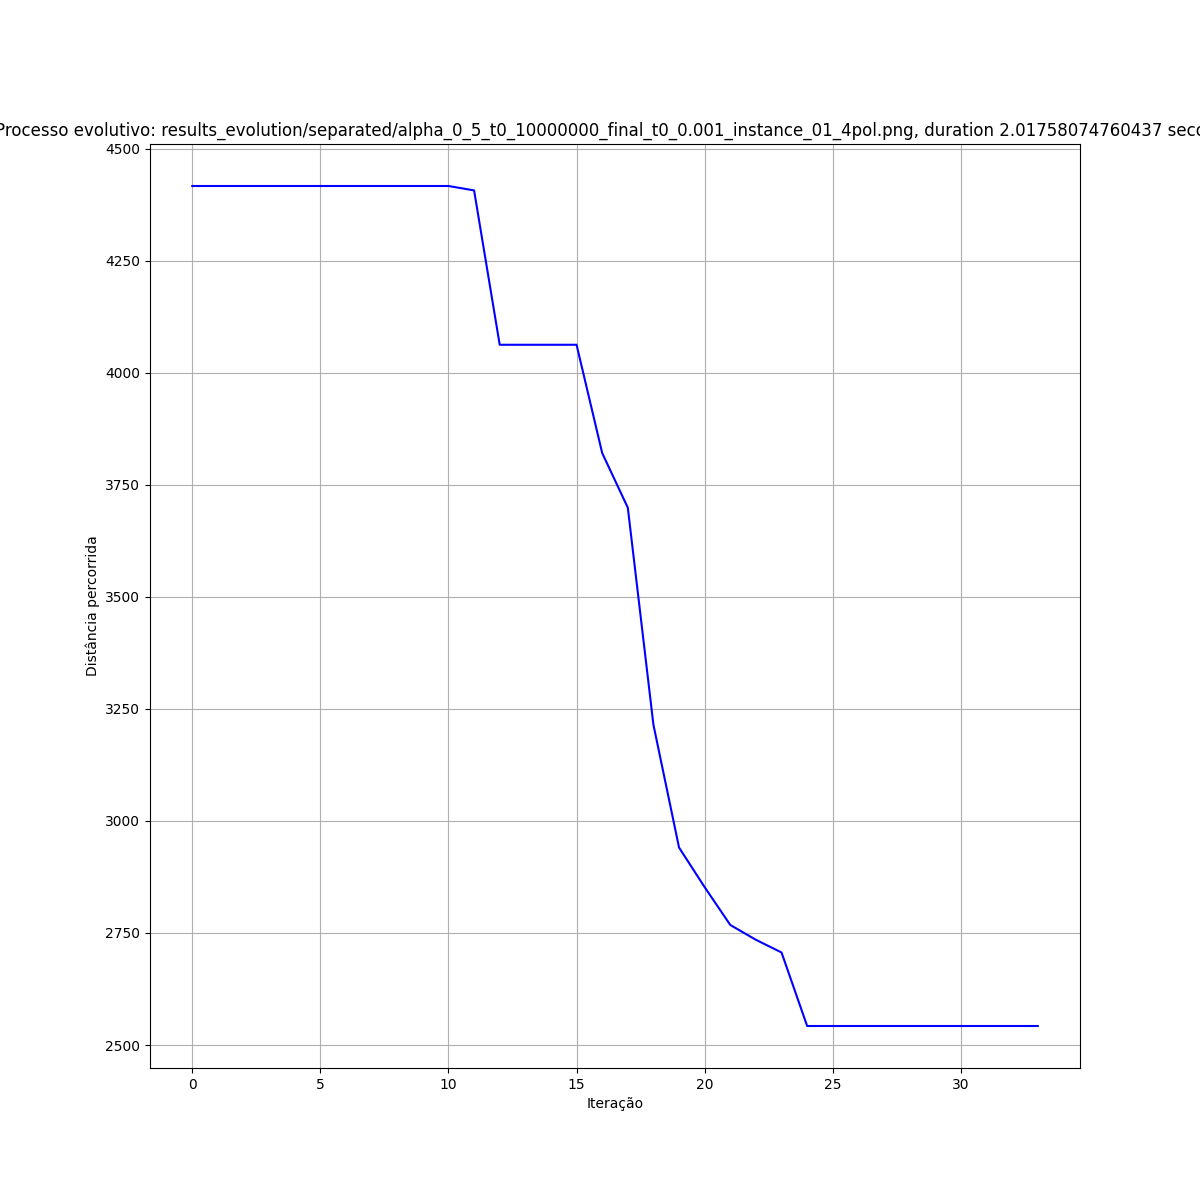 Processo evolutivo: results_evolution/separated/alpha_0_5_t0_10000000_final_t0_0.001_instance_01_4pol.png, duration 2.01758074760437
4500
4250
4000
3750
3500
3250
3000
2750
2500
Distância percorrida
0 5 10 15 20 25 30
Iteração